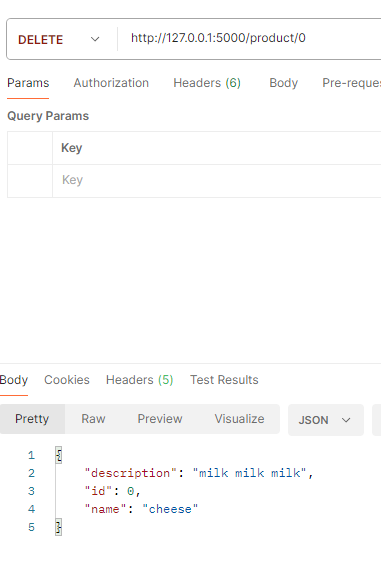 DELETE http://127.0.0.1:5000/product/0
Params Authorization Headers (6) Body Pre-reques
Query Params
Key
Key
Body Cookies Headers (5) Test Results
Pretty Raw Preview Visualize JSON
1 {
2 "description": "milk milk milk",
3 "id": 0,
4 "name": "cheese"
5 }